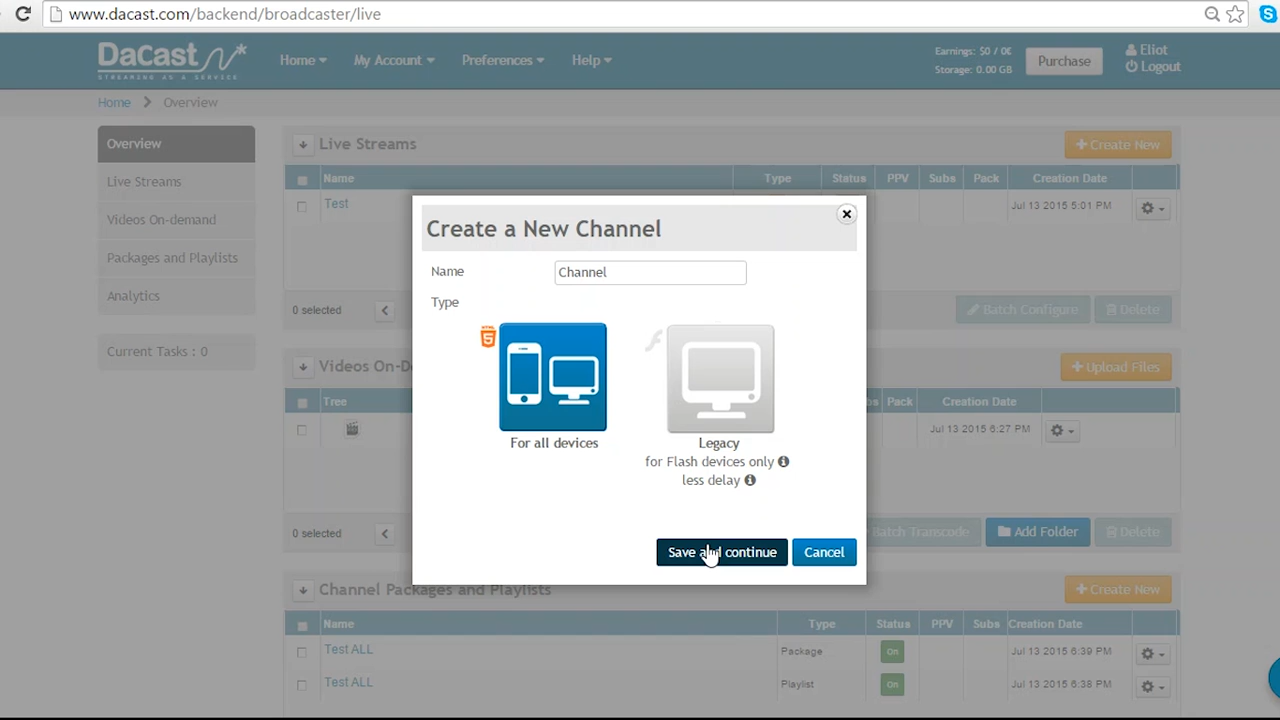 www.dacast.com/backend/broadcaster/live
DaCast
STREAMING AS A SERVICE
Home
My Account
Preferences
Help
Earnings: $0 / 0€
Storage: 0.00 GB
Purchase
Eliot
Logout
Home
Overview
Overview
Live Streams
Videos On-demand
Packages and Playlists
Analytics
Current Tasks : 0
Live Streams
+ Create New
Name Type Status PPV Subs Pack Creation Date
Test Jul 13 2015 5:01 PM
0 selected
Batch Configure
Delete
Create a New Channel
Name
Channel
Type
HTML
5
For all devices
Legacy
for Flash devices only
less delay
Save and continue
Cancel
Videos On-De
+ Upload Files
Tree Pack Creation Date
Jul 13 2015 6:27 PM
0 selected
Batch Transcode
Add Folder
Delete
Channel Packages and Playlists
+ Create New
Name Type Status PPV Subs Creation Date
Test ALL Package On Jul 13 2015 6:39 PM
Test ALL Playlist On Jul 13 2015 6:38 PM